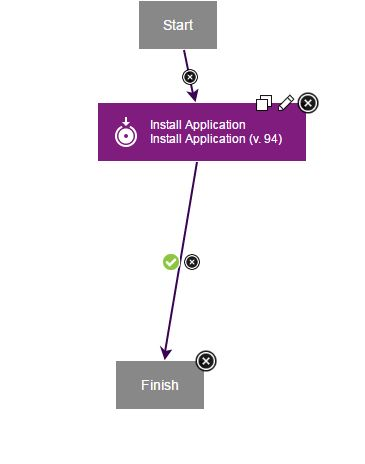 Start
Install Application
Install Application (v. 94)
Finish